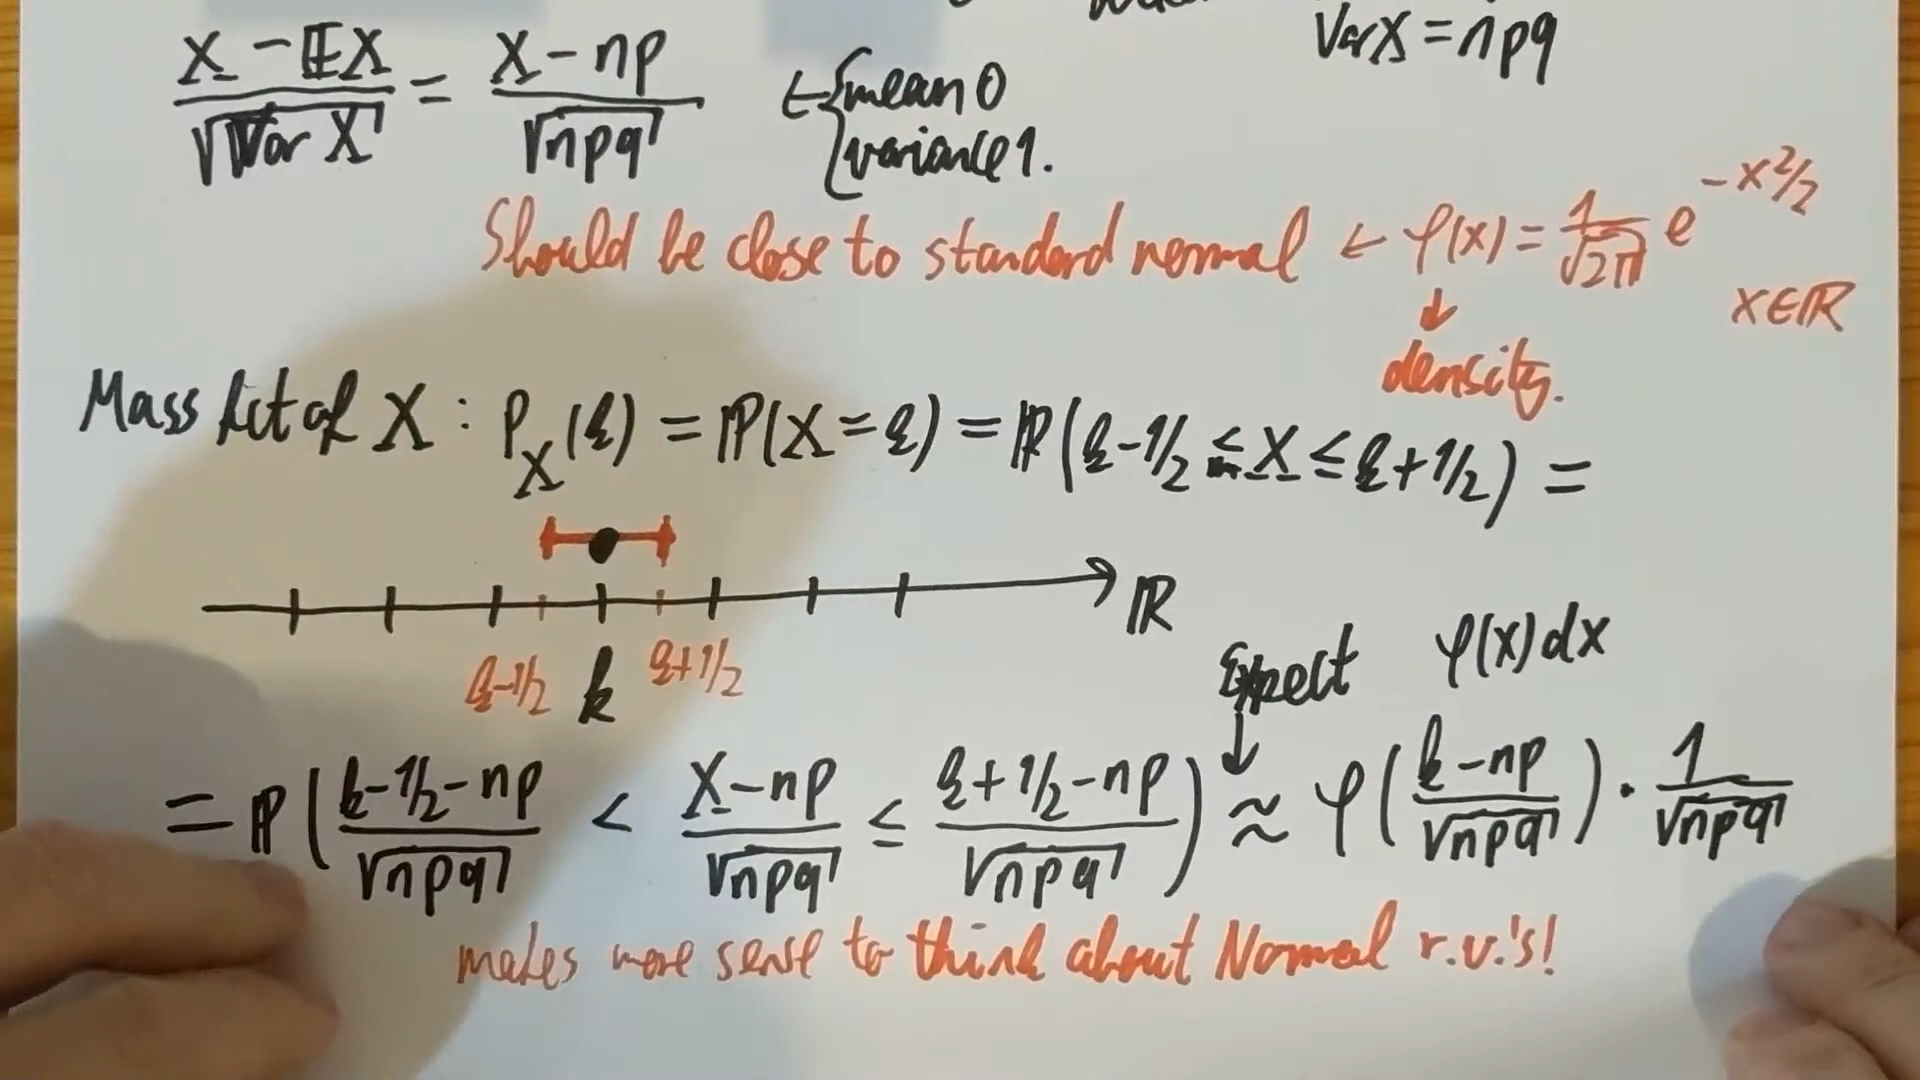 Var X = npq
X - 𝔼X / √Var X = X - np / √npq ← { mean 0
variance 1.
Should be close to standard normal ← φ(x) = 1/√2π e^{-x²/2}
x ∈ ℝ
↓
density.
Mass fct of X : p_X(k) = ℙ(X = k) = ℙ(k - 1/2 ≤ X ≤ k + 1/2) =
ℝ
k-1/2 k k+1/2
Expect φ(x)dx
↓
= ℙ( k - 1/2 - np / √npq < X - np / √npq ≤ k + 1/2 - np / √npq ) ≈ φ( k - np / √npq ) · 1 / √npq
makes more sense to think about Normal r.v.'s!